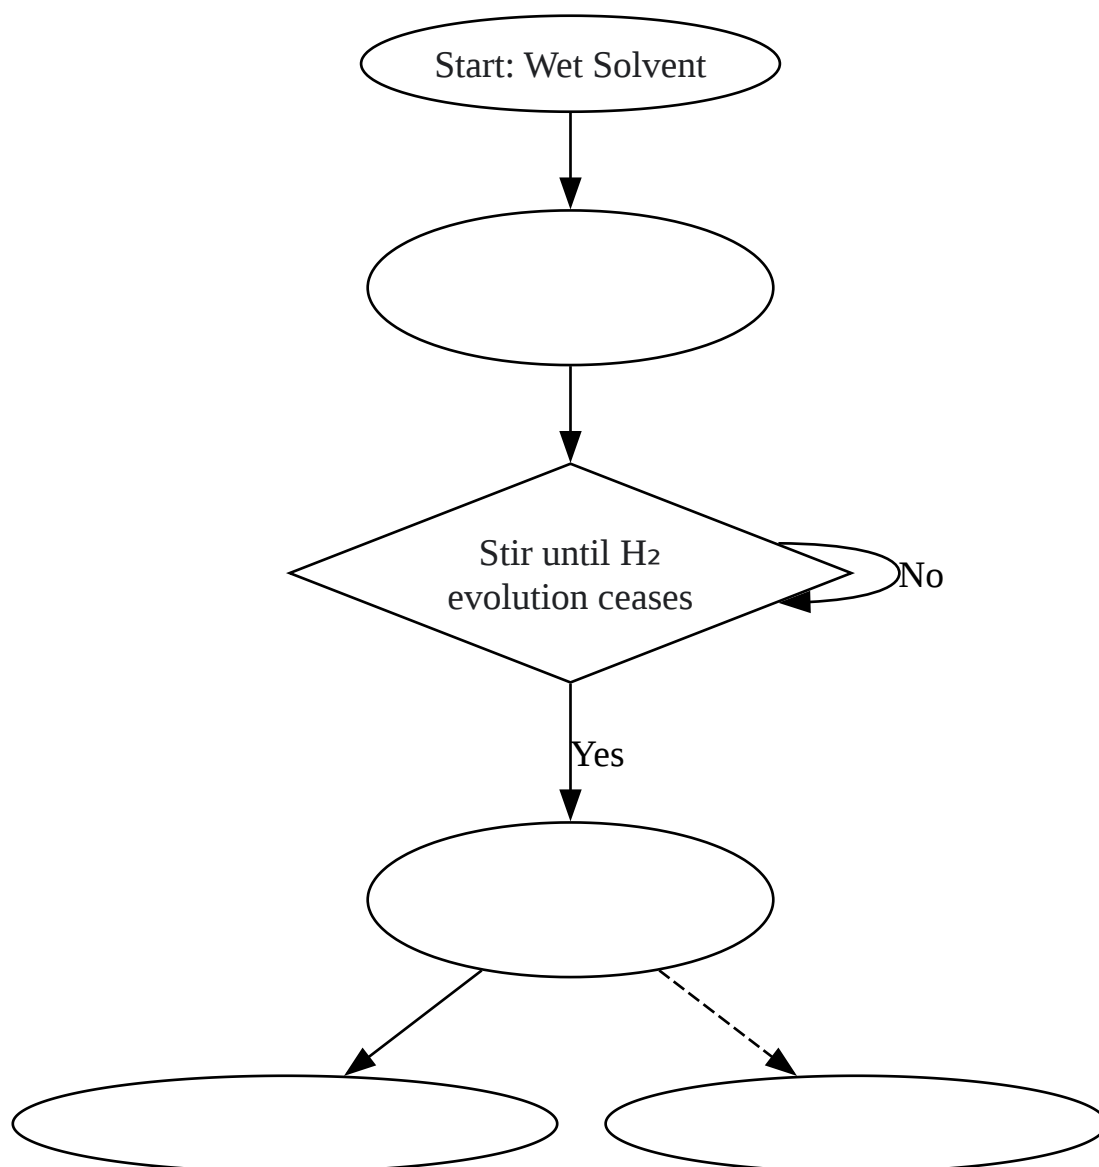 Start: Wet Solvent
Stir until H₂
evolution ceases
No
Yes